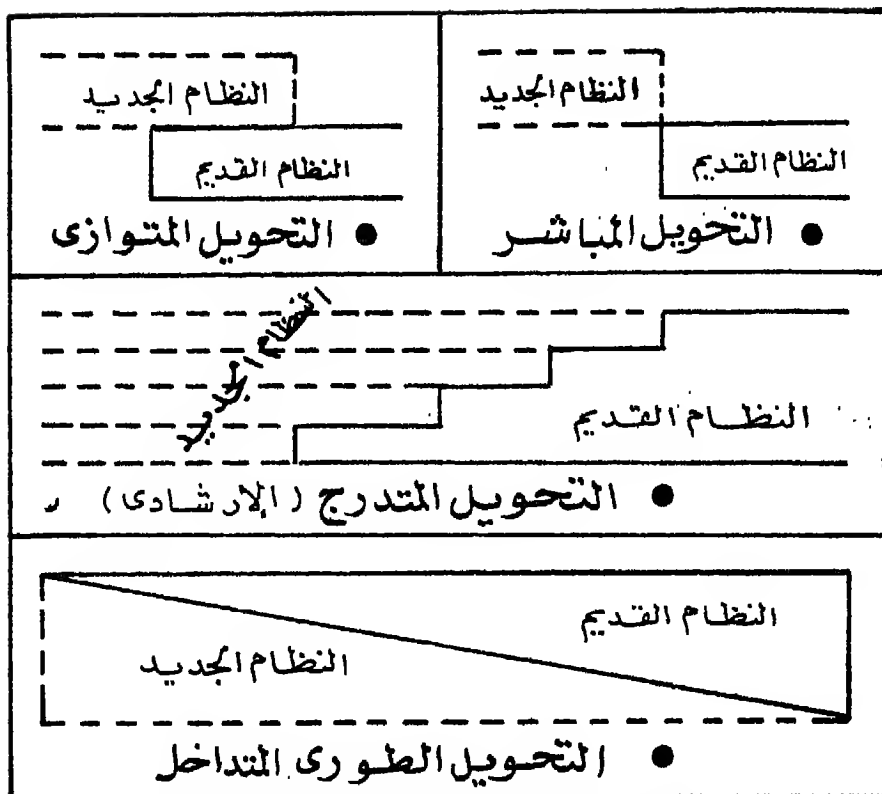 النظام الجديد
النظام القديم
● التحويل المباشر
النظام الجديد
النظام القديم
● التحويل المتوازى
النظام الجديد
النظام القديم
● التحويل المتدرج (الإرشادى)
النظام القديم
النظام الجديد
● التحويل الطورى المتداخل